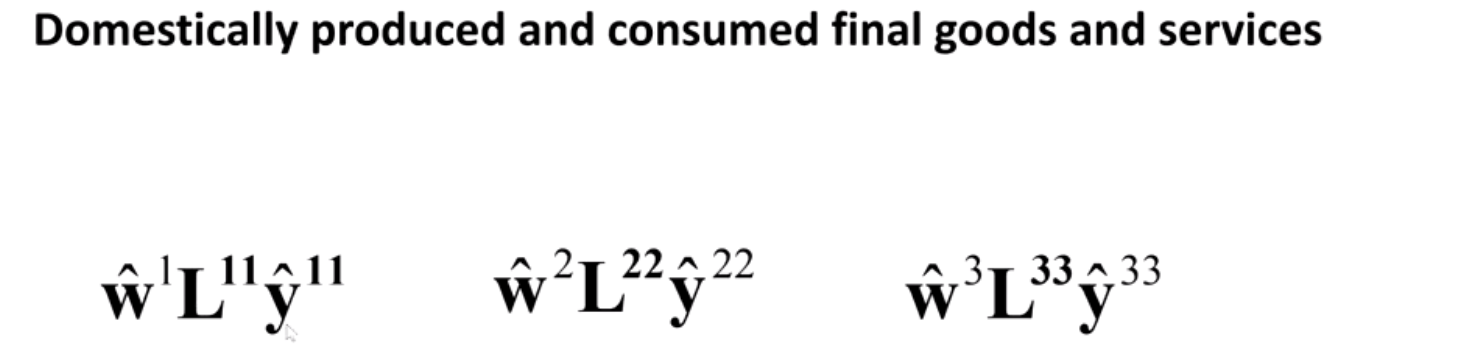 Domestically produced and consumed final goods and services
ŵ¹L¹¹ŷ¹¹ ŵ²L²²ŷ²² ŵ³L³³ŷ³³